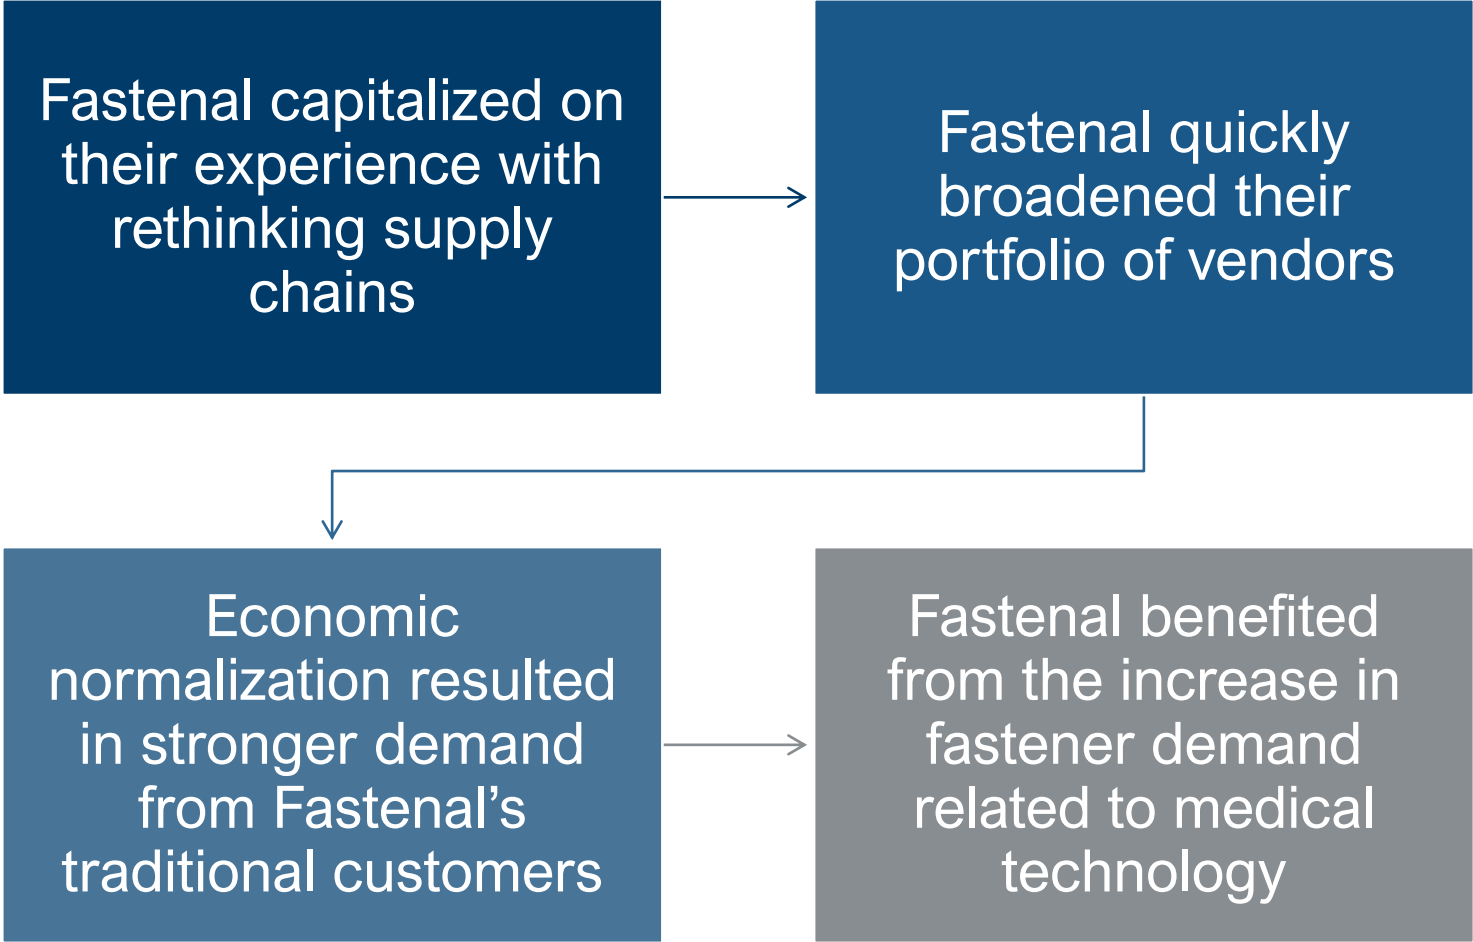 Fastenal capitalized on
their experience with
rethinking supply
chains
Fastenal quickly
broadened their
portfolio of vendors
Economic
normalization resulted
in stronger demand
from Fastenal’s
traditional customers
Fastenal benefited
from the increase in
fastener demand
related to medical
technology